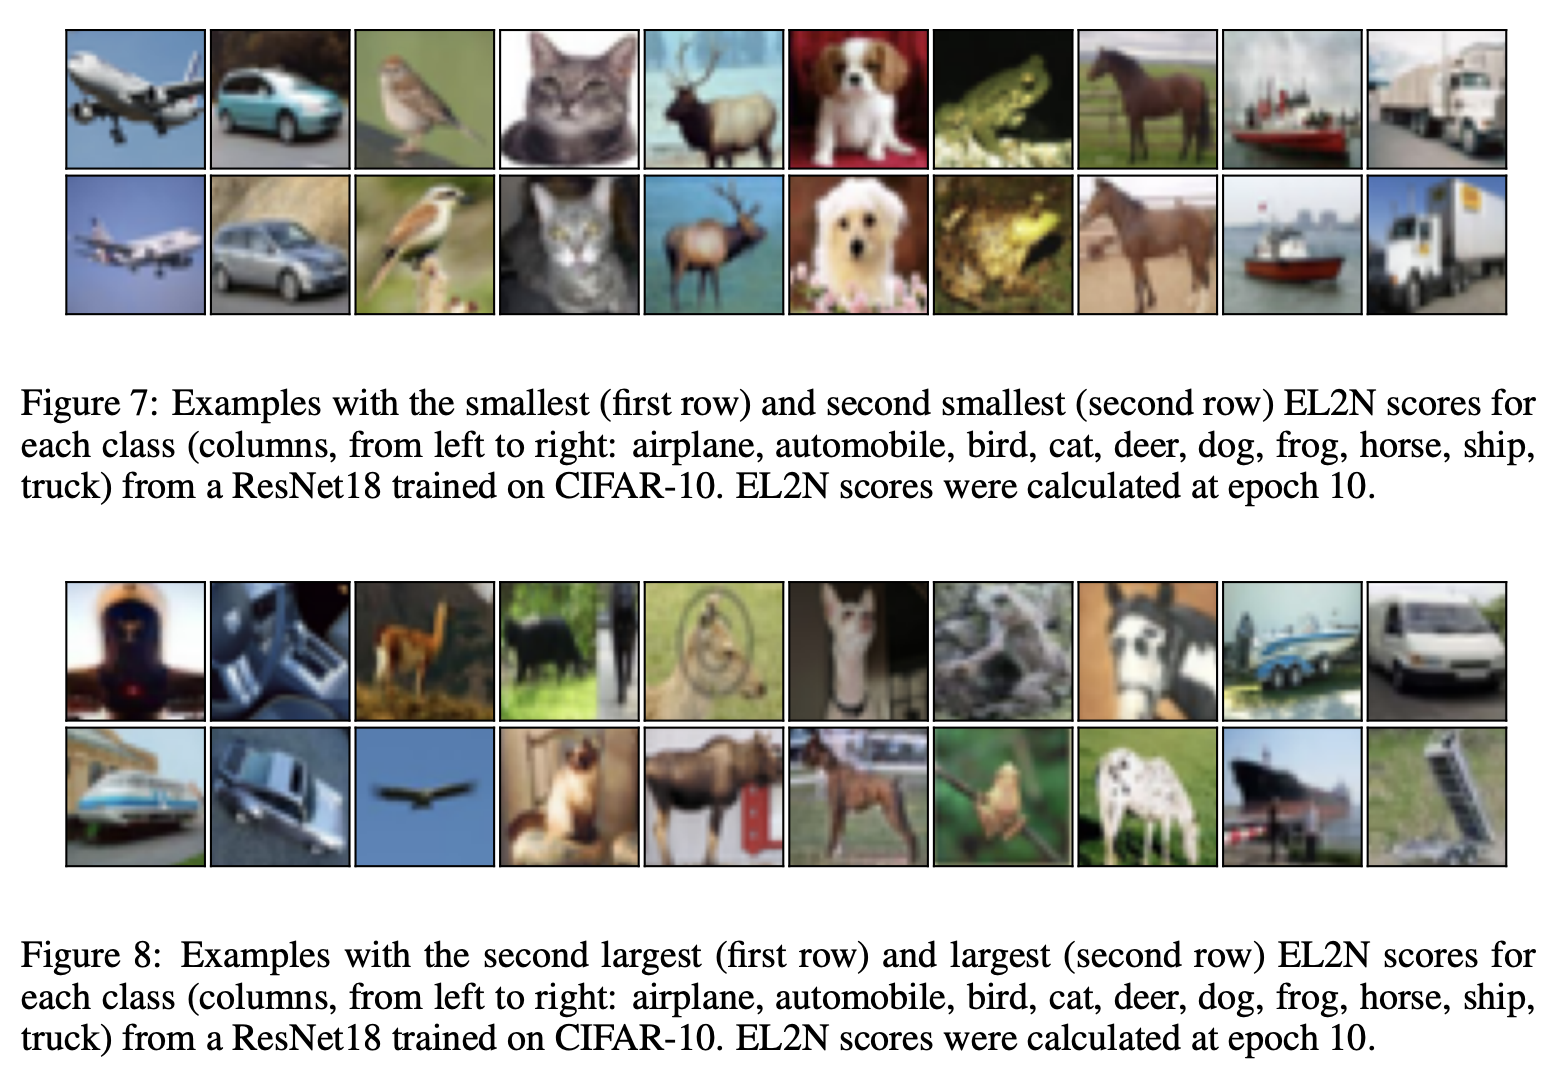 Figure 7: Examples with the smallest (first row) and second smallest (second row) EL2N scores for
each class (columns, from left to right: airplane, automobile, bird, cat, deer, dog, frog, horse, ship,
truck) from a ResNet18 trained on CIFAR-10. EL2N scores were calculated at epoch 10.
Figure 8: Examples with the second largest (first row) and largest (second row) EL2N scores for
each class (columns, from left to right: airplane, automobile, bird, cat, deer, dog, frog, horse, ship,
truck) from a ResNet18 trained on CIFAR-10. EL2N scores were calculated at epoch 10.